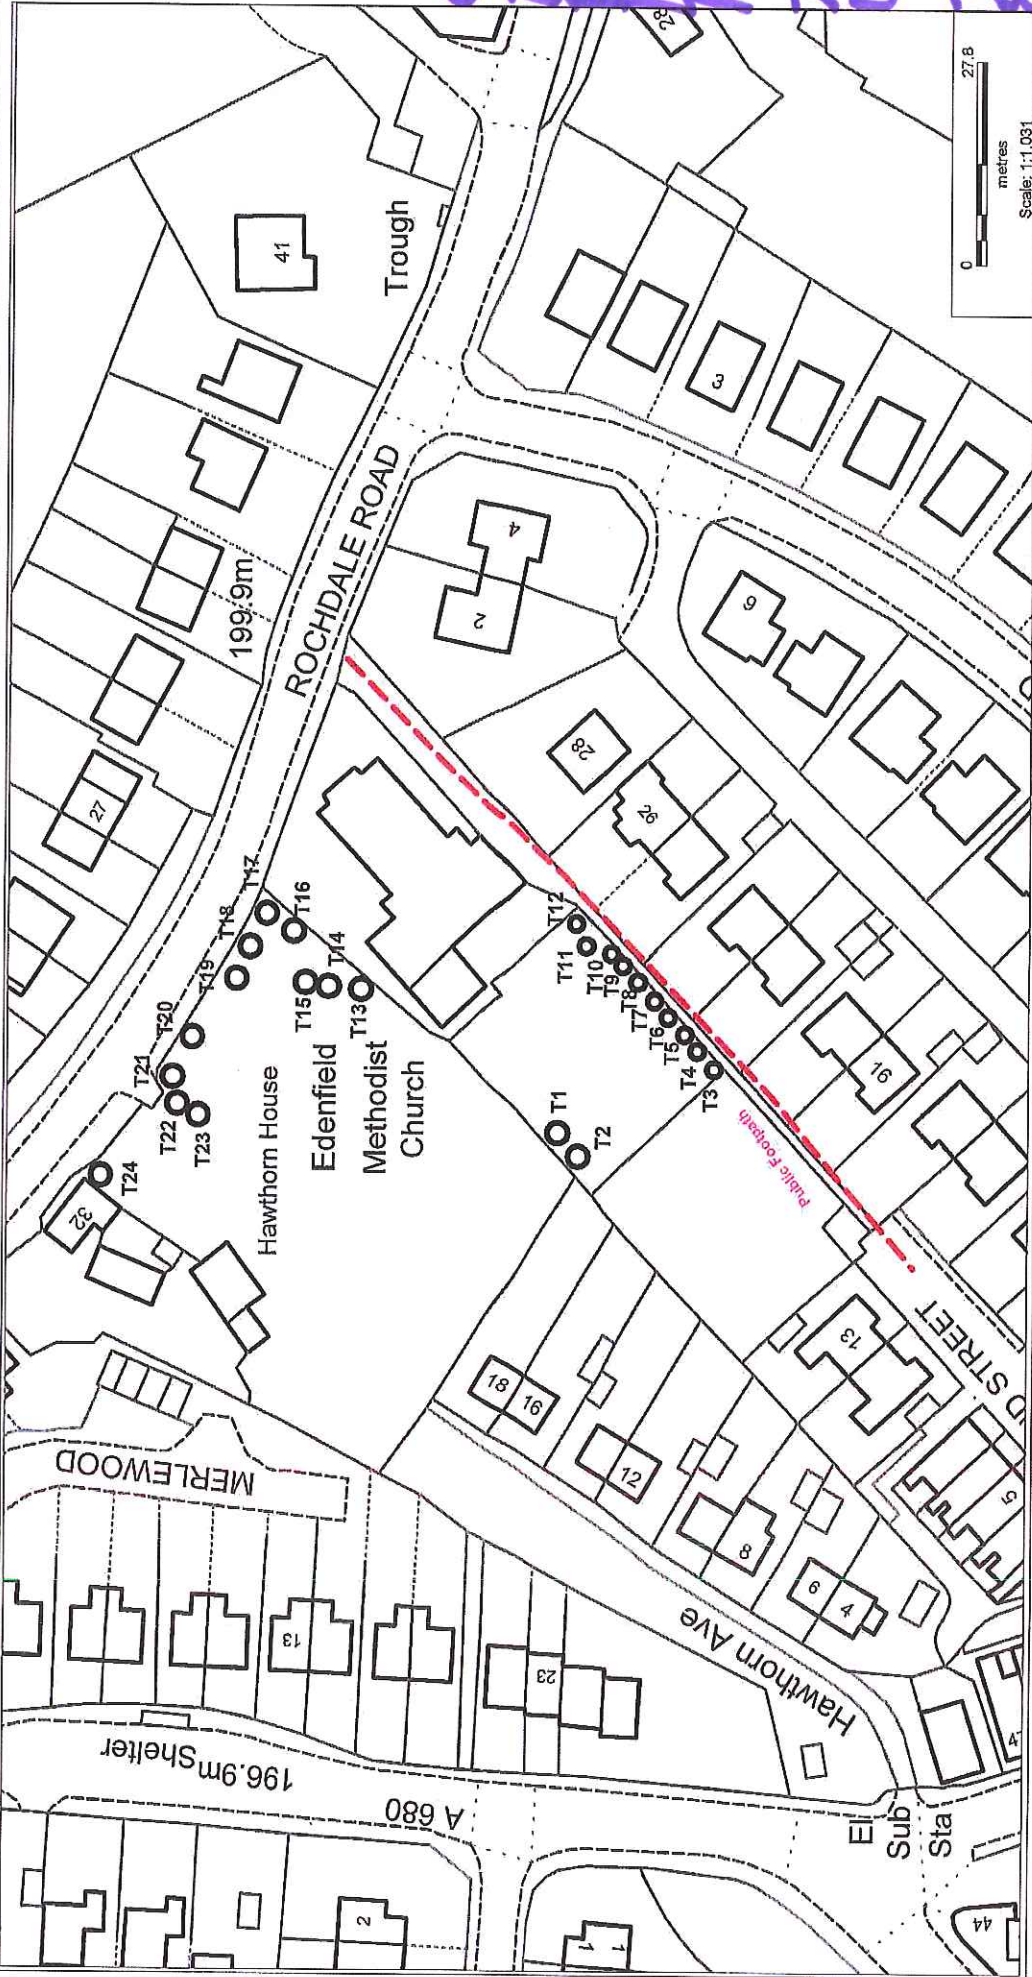 28
0 27.8
metres
Scale: 1:1,031
41
Trough
3
199.9m
ROCHDALE ROAD
4
2
6
27
28
26
T17
T18
T16
T19
T14
T15
T13
T20
T21
T22
T23
T24
T12
T11
T10
T9
T8
T7
T6
T5
T4
T3
T1
T2
Public Footpath
Edenfield
Methodist
Church
Hawthorn House
32
16
13
18
16
12
8
6
4
5
STREET
MERLEWOOD
13
23
Hawthorn Ave
196.9m
Shelter
A 680
El
Sub
Sta
2
11
44